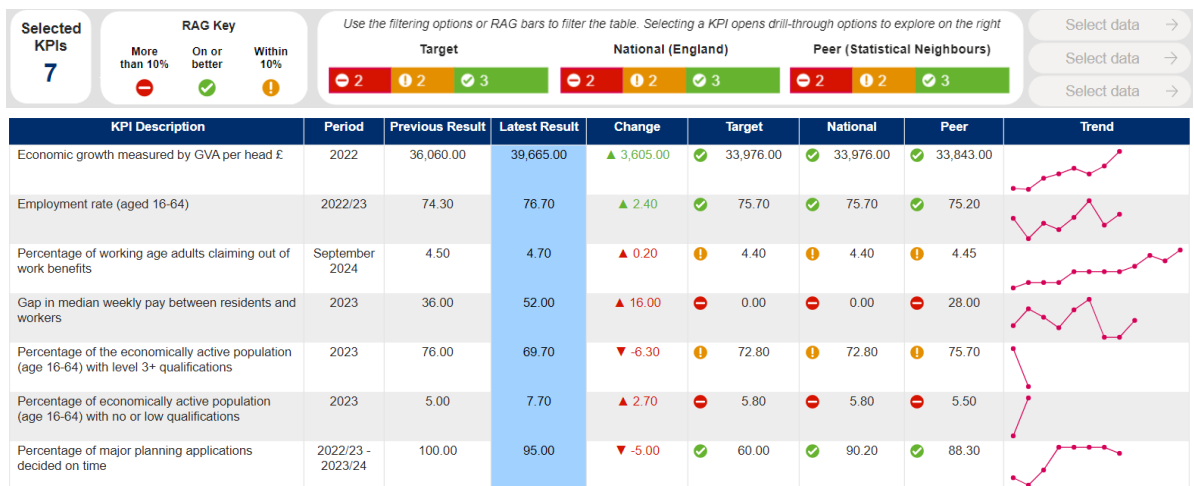 Selected
KPIs
7
RAG Key
More
than 10%
On or
better
Within
10%
Use the filtering options or RAG bars to filter the table. Selecting a KPI opens drill-through options to explore on the right
Target
2 2 3
National (England)
2 2 3
Peer (Statistical Neighbours)
2 2 3
Select data
Select data
Select data
KPI Description Period Previous Result Latest Result Change Target National Peer Trend
Economic growth measured by GVA per head £ 2022 36,060.00 39,665.00 ▲ 3,605.00 33,976.00 33,976.00 33,843.00
Employment rate (aged 16-64) 2022/23 74.30 76.70 ▲ 2.40 75.70 75.70 75.20
Percentage of working age adults claiming out of September 4.50 4.70 ▲ 0.20 4.40 4.40 4.45
work benefits 2024
Gap in median weekly pay between residents and 2023 36.00 52.00 ▲ 16.00 0.00 0.00 28.00
workers
Percentage of the economically active population 2023 76.00 69.70 ▼ -6.30 72.80 72.80 75.70
(age 16-64) with level 3+ qualifications
Percentage of economically active population 2023 5.00 7.70 ▲ 2.70 5.80 5.80 5.50
(age 16-64) with no or low qualifications
Percentage of major planning applications 2022/23 - 100.00 95.00 ▼ -5.00 60.00 90.20 88.30
decided on time 2023/24